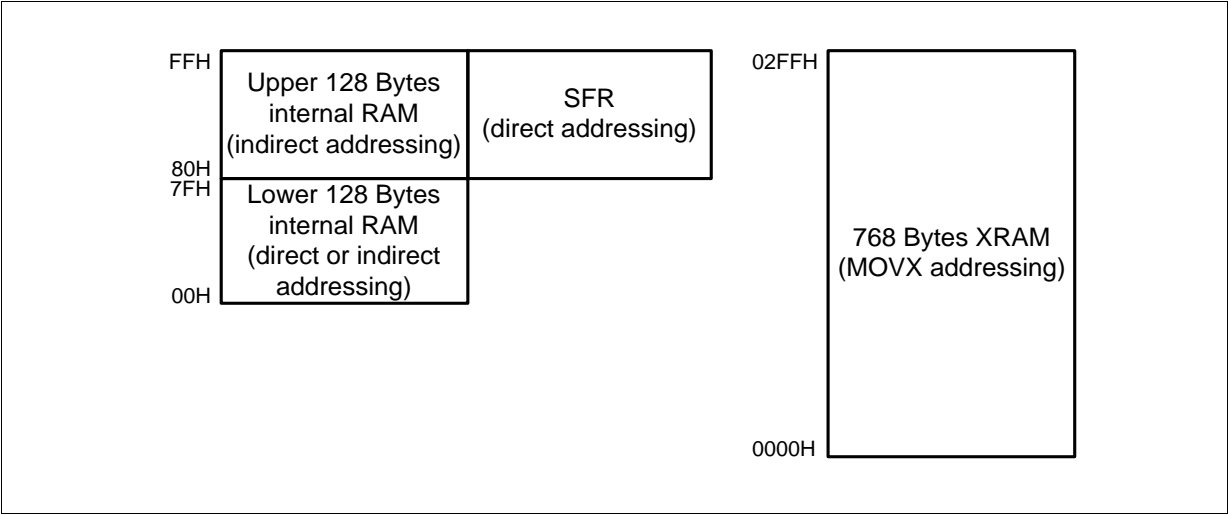 FFH
Upper 128 Bytes
internal RAM
(indirect addressing)
SFR
(direct addressing)
80H
7FH
Lower 128 Bytes
internal RAM
(direct or indirect
addressing)
00H
02FFH
768 Bytes XRAM
(MOVX addressing)
0000H